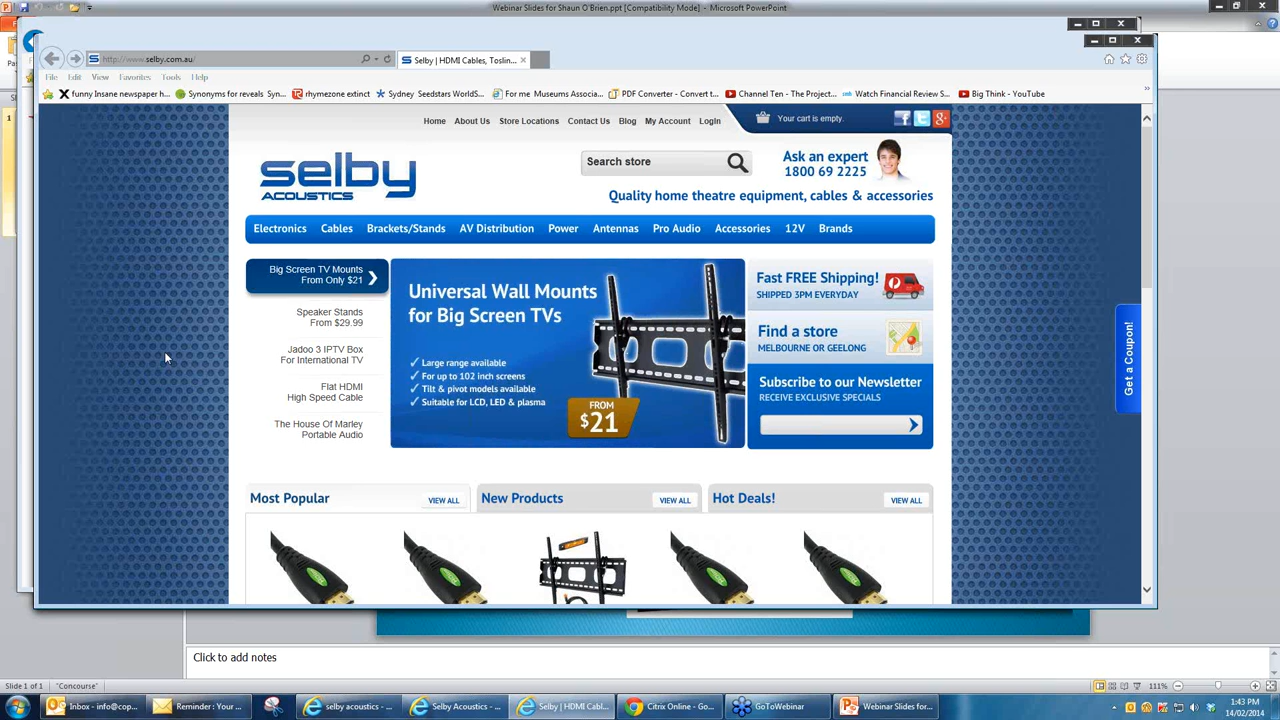 Webinar Slides for Shaun O'Brien.ppt [Compatibility Mode] - Microsoft PowerPoint
http://www.selby.com.au/
Selby | HDMI Cables, Toslin...
File Edit View Favorites Tools Help
funny Insane newspaper h... Synonyms for reveals Syn... rhymezone extinct Sydney Seedstars WorldS... For me Museums Associa... PDF Converter - Convert t... Channel Ten - The Project... Watch Financial Review S... Big Think - YouTube
Home About Us Store Locations Contact Us Blog My Account LogIn
Your cart is empty.
selby
ACOUSTICS
Search store
Ask an expert
1800 69 2225
Quality home theatre equipment, cables & accessories
Electronics Cables Brackets/Stands AV Distribution Power Antennas Pro Audio Accessories 12V Brands
Big Screen TV Mounts
From Only $21
Speaker Stands
From $29.99
Jadoo 3 IPTV Box
For International TV
Flat HDMI
High Speed Cable
The House Of Marley
Portable Audio
Universal Wall Mounts
for Big Screen TVs
Large range available
For up to 102 inch screens
Tilt & pivot models available
Suitable for LCD, LED & plasma
FROM
$21
Fast FREE Shipping!
SHIPPED 3PM EVERYDAY
Find a store
MELBOURNE OR GEELONG
Subscribe to our Newsletter
RECEIVE EXCLUSIVE SPECIALS
Get a Coupon!
Most Popular VIEW ALL
New Products VIEW ALL
Hot Deals! VIEW ALL
Click to add notes
Slide 1 of 1 "Concourse" 111%
Inbox - info@cop... Reminder : Your ... selby acoustics - ... Selby Acoustics - ... Selby | HDMI Cabl... Citrix Online - Go... GoToWebinar Webinar Slides for...
1:43 PM
14/02/2014